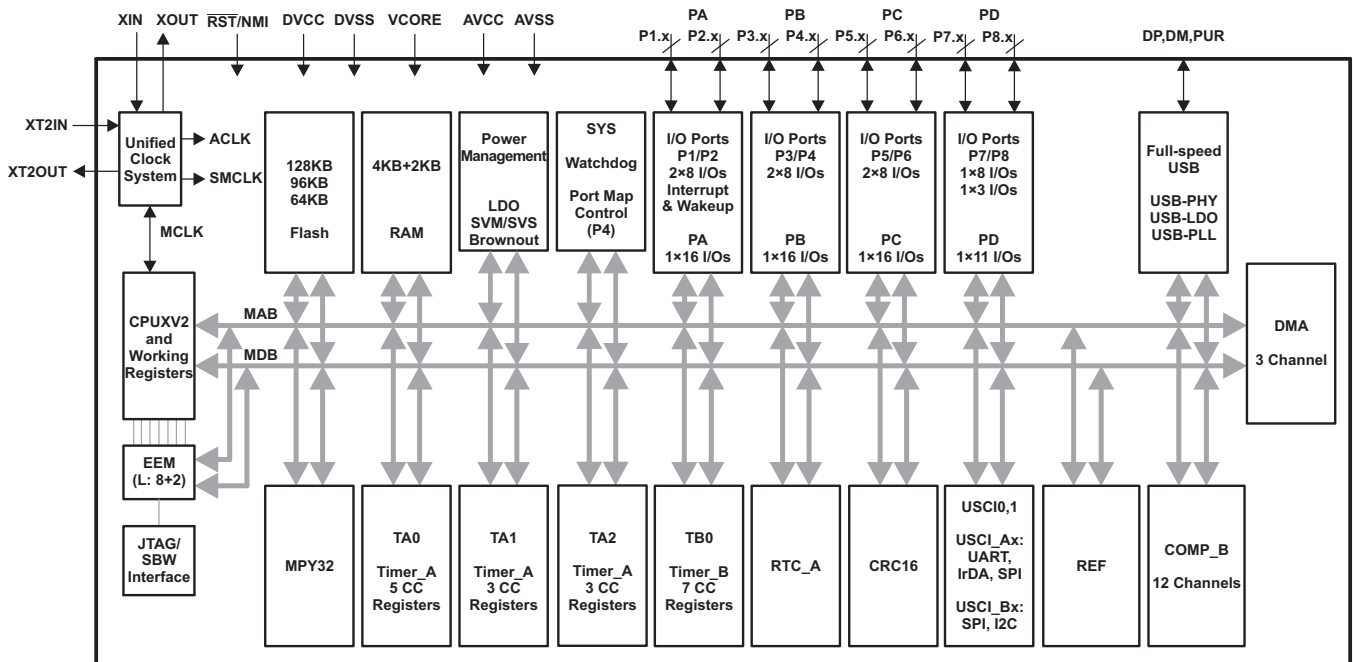 XIN
XOUT
RST/NMI
DVCC
DVSS
VCORE
AVCC
AVSS
PA
P1.x
P2.x
PB
P3.x
P4.x
PC
P5.x
P6.x
PD
P7.x
P8.x
DP,DM,PUR
XT2IN
XT2OUT
Unified
Clock
System
ACLK
SMCLK
MCLK
128KB
96KB
64KB
Flash
4KB+2KB
RAM
Power
Management
LDO
SVM/SVS
Brownout
SYS
Watchdog
Port Map
Control
(P4)
I/O Ports
P1/P2
2×8 I/Os
Interrupt
& Wakeup
PA
1×16 I/Os
I/O Ports
P3/P4
2×8 I/Os
PB
1×16 I/Os
I/O Ports
P5/P6
2×8 I/Os
PC
1×16 I/Os
I/O Ports
P7/P8
1×8 I/Os
1×3 I/Os
PD
1×11 I/Os
Full-speed
USB
USB-PHY
USB-LDO
USB-PLL
CPUXV2
and
Working
Registers
MAB
MDB
DMA
3 Channel
EEM
(L: 8+2)
JTAG/
SBW
Interface
MPY32
TA0
Timer_A
5 CC
Registers
TA1
Timer_A
3 CC
Registers
TA2
Timer_A
3 CC
Registers
TB0
Timer_B
7 CC
Registers
RTC_A
CRC16
USCI0,1
USCI_Ax:
UART,
IrDA, SPI
USCI_Bx:
SPI, I2C
REF
COMP_B
12 Channels